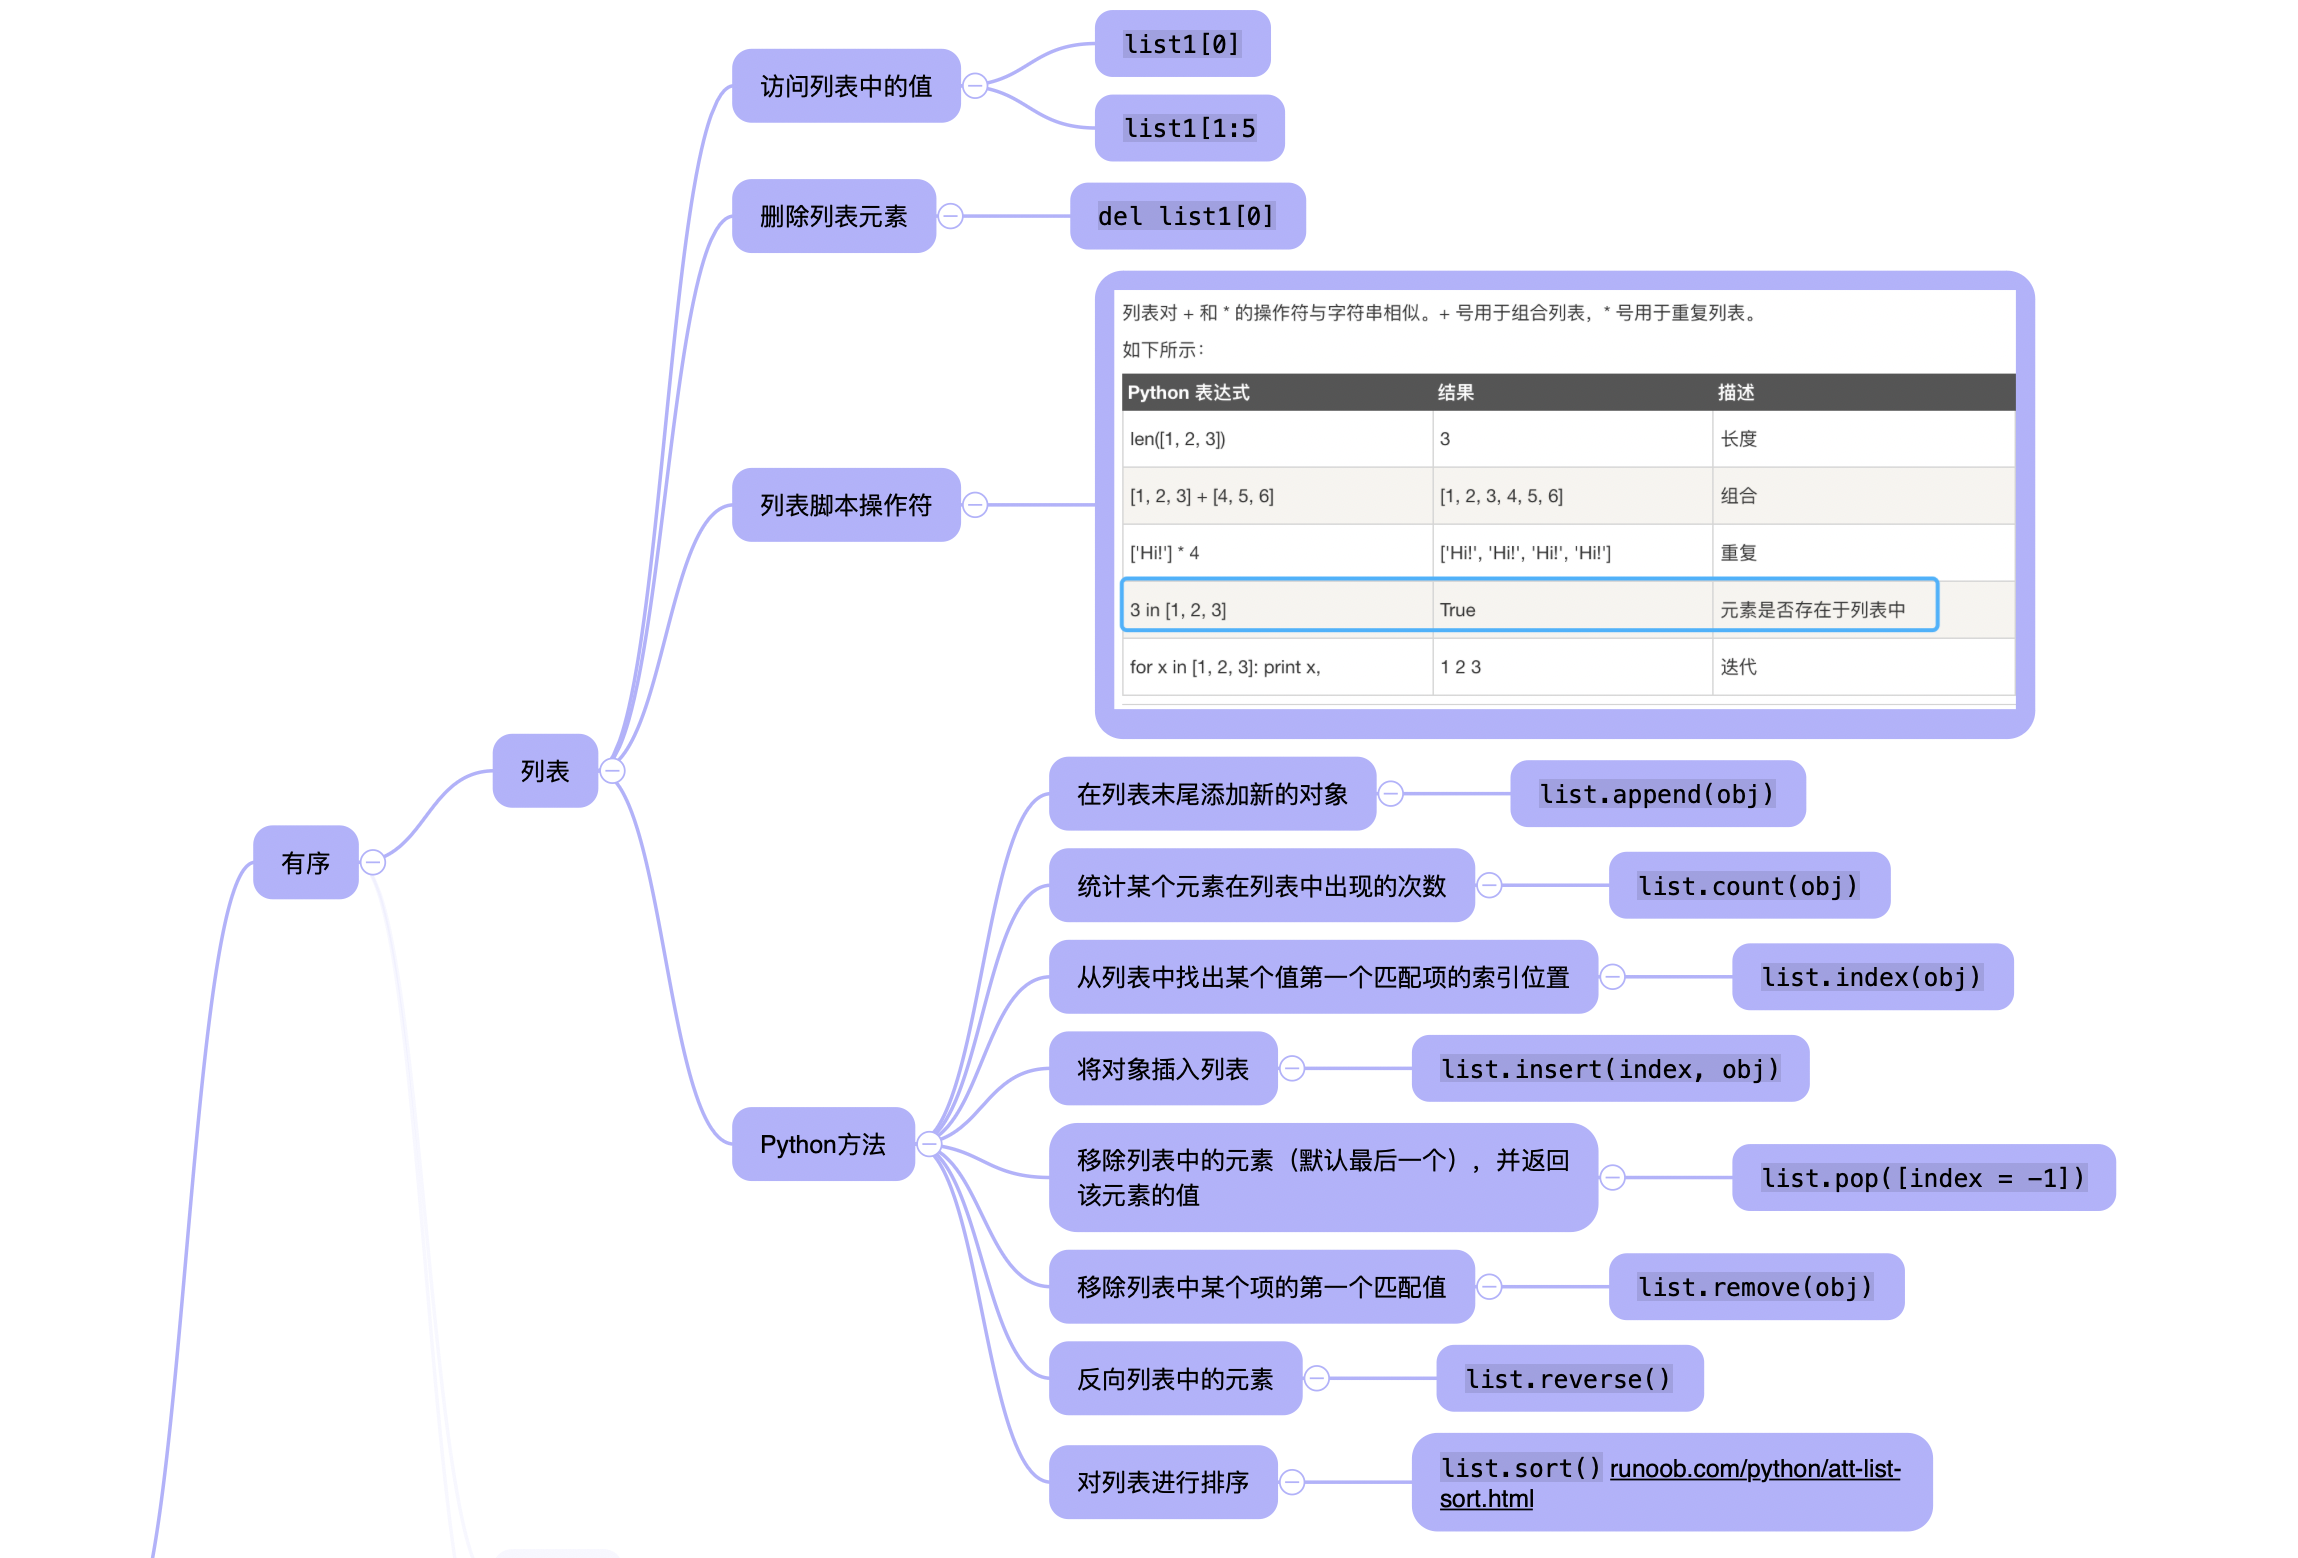 有序
列表
访问列表中的值
list1[0]
list1[1:5
删除列表元素
del list1[0]
列表脚本操作符
列表对 + 和 * 的操作符与字符串相似。+ 号用于组合列表，* 号用于重复列表。
如下所示：
Python 表达式 结果 描述
len([1, 2, 3]) 3 长度
[1, 2, 3] + [4, 5, 6] [1, 2, 3, 4, 5, 6] 组合
['Hi!'] * 4 ['Hi!', 'Hi!', 'Hi!', 'Hi!'] 重复
3 in [1, 2, 3] True 元素是否存在于列表中
for x in [1, 2, 3]: print x, 1 2 3 迭代
Python方法
在列表末尾添加新的对象
list.append(obj)
统计某个元素在列表中出现的次数
list.count(obj)
从列表中找出某个值第一个匹配项的索引位置
list.index(obj)
将对象插入列表
list.insert(index, obj)
移除列表中的元素（默认最后一个），并返回
该元素的值
list.pop([index = -1])
移除列表中某个项的第一个匹配值
list.remove(obj)
反向列表中的元素
list.reverse()
对列表进行排序
list.sort() runoob.com/python/att-list-
sort.html